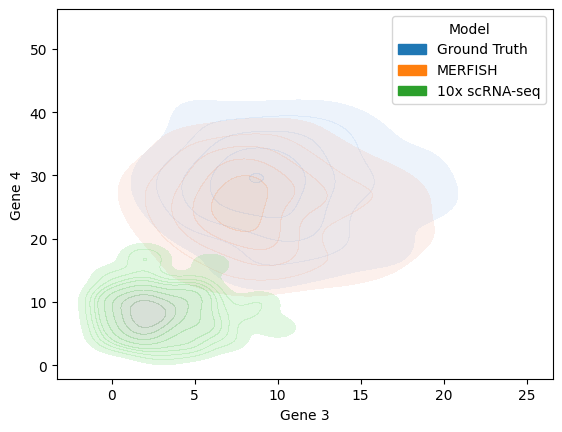 Model
Ground Truth
MERFISH
10x scRNA-seq
50
40
30
20
10
0
Gene 4
0 5 10 15 20 25
Gene 3